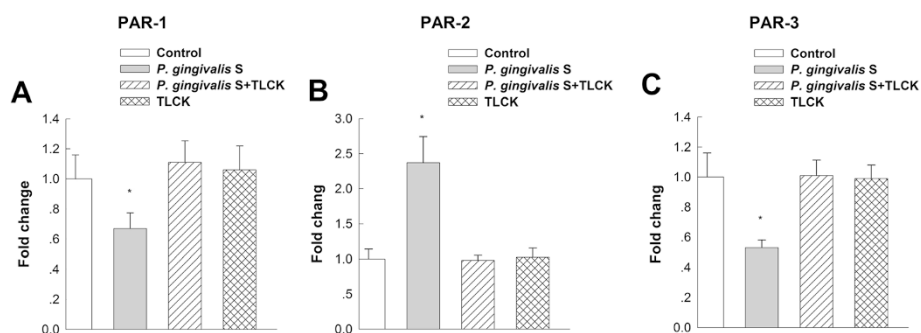 PAR-1
Control
P. gingivalis S
P. gingivalis S+TLCK
TLCK
A
1.4
1.2
1.0
.8
.6
.4
.2
0.0
Fold change
*
PAR-2
Control
P. gingivalis S
P. gingivalis S+TLCK
TLCK
B
3.0
2.5
2.0
1.5
1.0
.5
0.0
Fold chang
*
PAR-3
Control
P. gingivalis S
P. gingivalis S+TLCK
TLCK
C
1.4
1.2
1.0
.8
.6
.4
.2
0.0
Fold chang
*